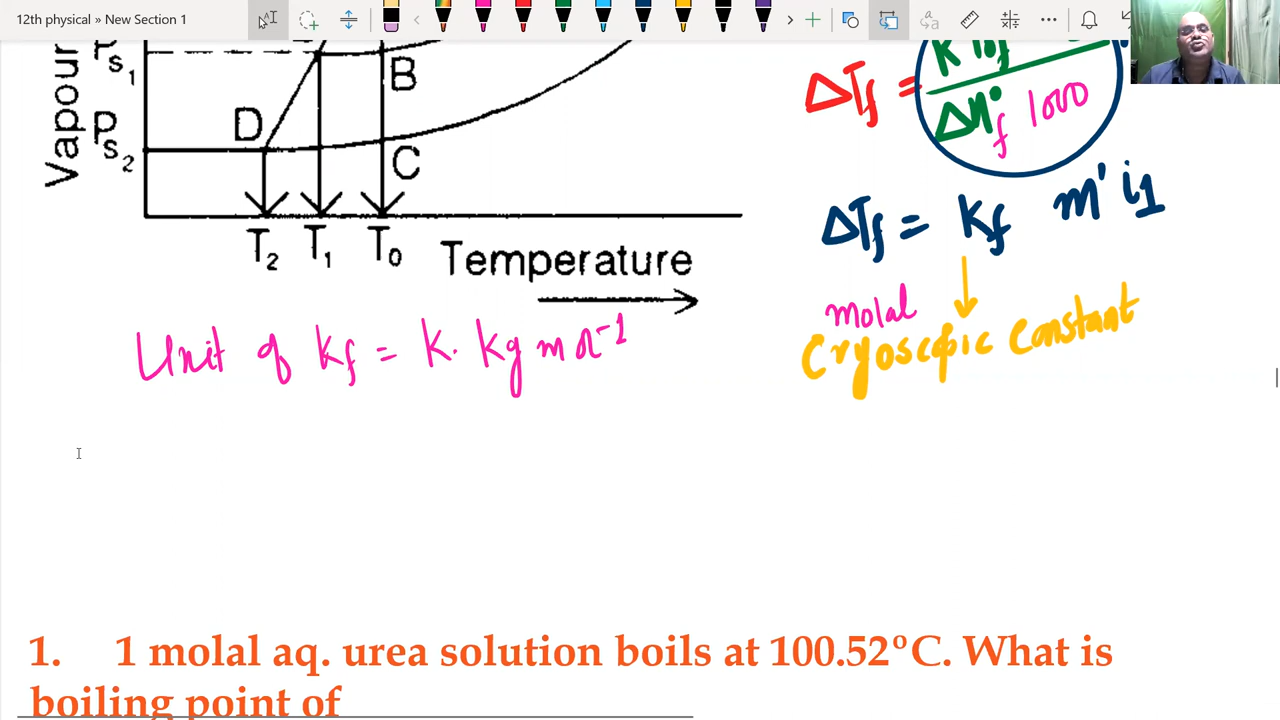 12th physical » New Section 1
Vapour
P s1
B
D
P s2
C
T2 T1 T0 Temperature
ΔTf =
ΔH°f 1000
ΔTf = Kf m' i1
molal
Cryoscopic Constant
Unit of Kf = K. Kg mol-1
1. 1 molal aq. urea solution boils at 100.52°C. What is
boiling point of